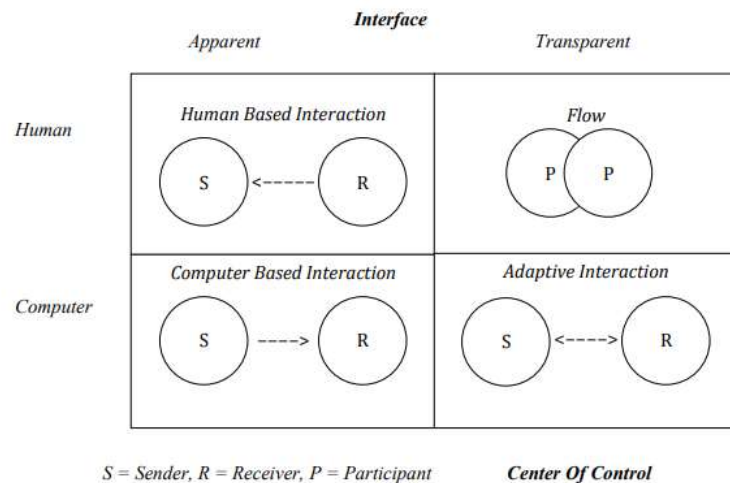 Interface
Apparent Transparent
Human Based Interaction Flow
Human
S <----- R P P
Computer Based Interaction Adaptive Interaction
Computer
S ----> R S <----> R
S = Sender, R = Receiver, P = Participant Center Of Control